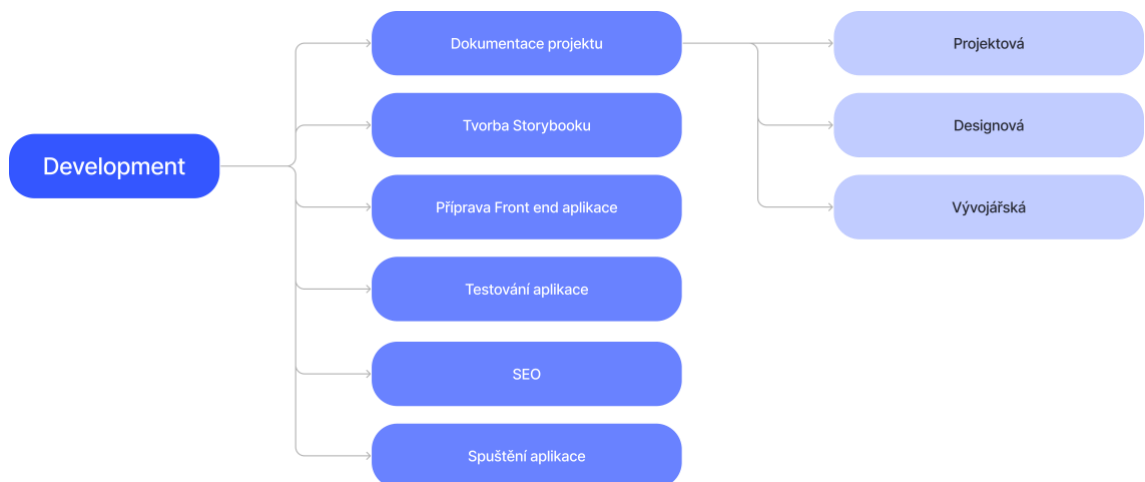 Development
Dokumentace projektu
Tvorba Storybooku
Příprava Front end aplikace
Testování aplikace
SEO
Spuštění aplikace
Projektová
Designová
Vývojářská